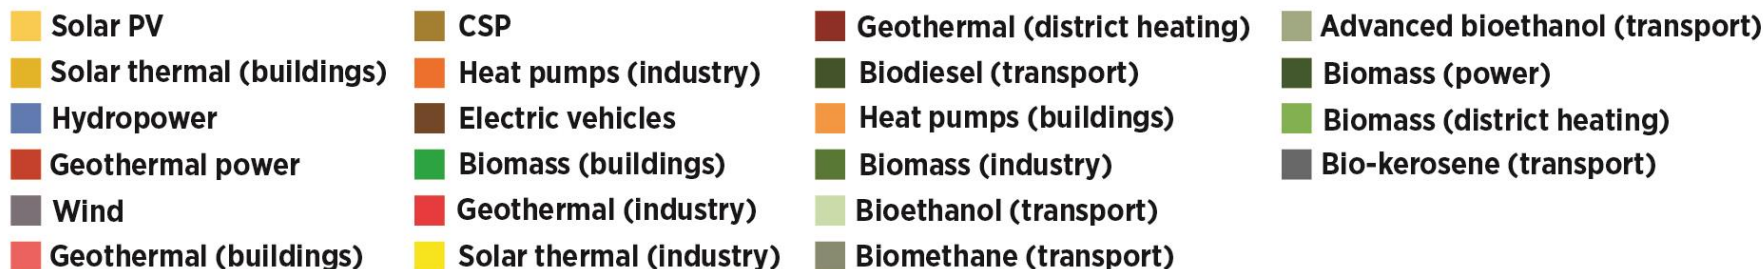 Solar PV
Solar thermal (buildings)
Hydropower
Geothermal power
Wind
Geothermal (buildings)
CSP
Heat pumps (industry)
Electric vehicles
Biomass (buildings)
Geothermal (industry)
Solar thermal (industry)
Geothermal (district heating)
Biodiesel (transport)
Heat pumps (buildings)
Biomass (industry)
Bioethanol (transport)
Biomethane (transport)
Advanced bioethanol (transport)
Biomass (power)
Biomass (district heating)
Bio-kerosene (transport)